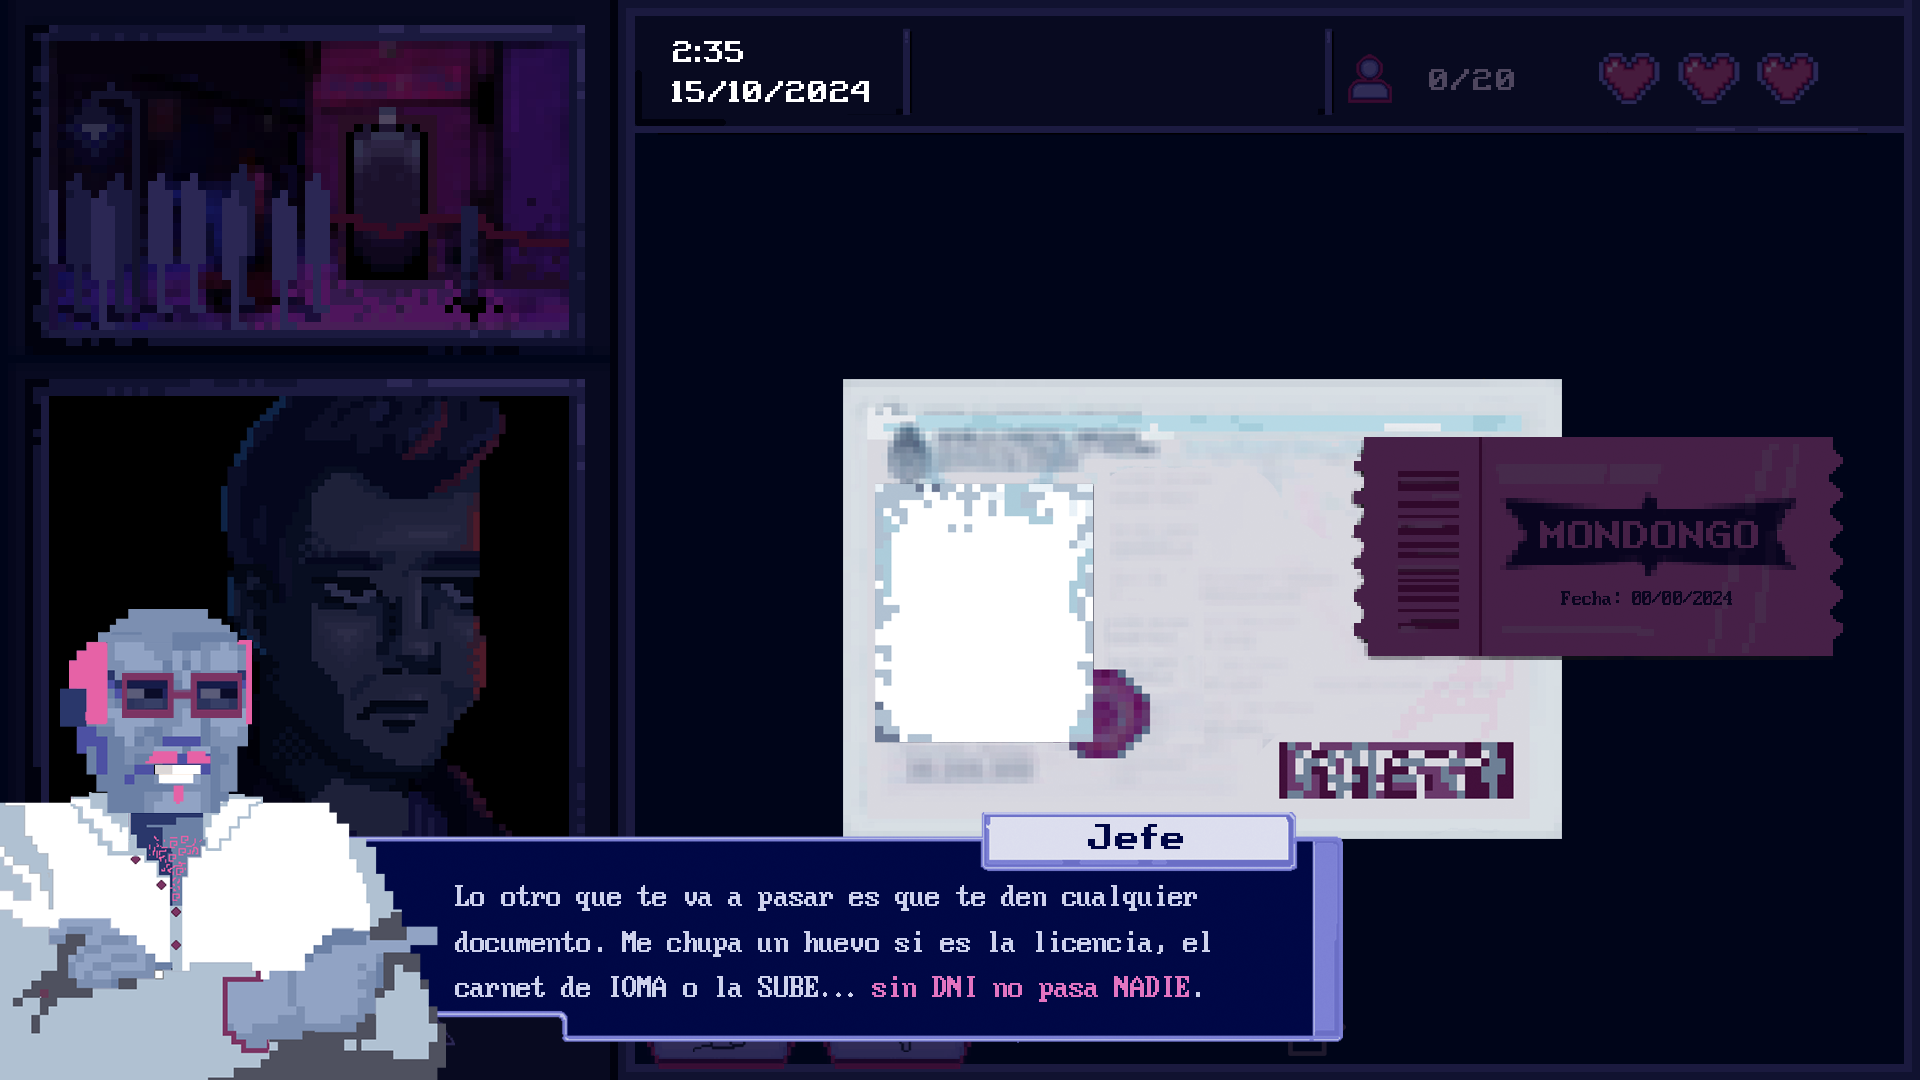 2:35
15/10/2024
0/20
MONDONGO
Fecha: 00/00/2024
Jefe
Lo otro que te va a pasar es que te den cualquier
documento. Me chupa un huevo si es la licencia, el
carnet de IOMA o la SUBE... sin DNI no pasa NADIE.